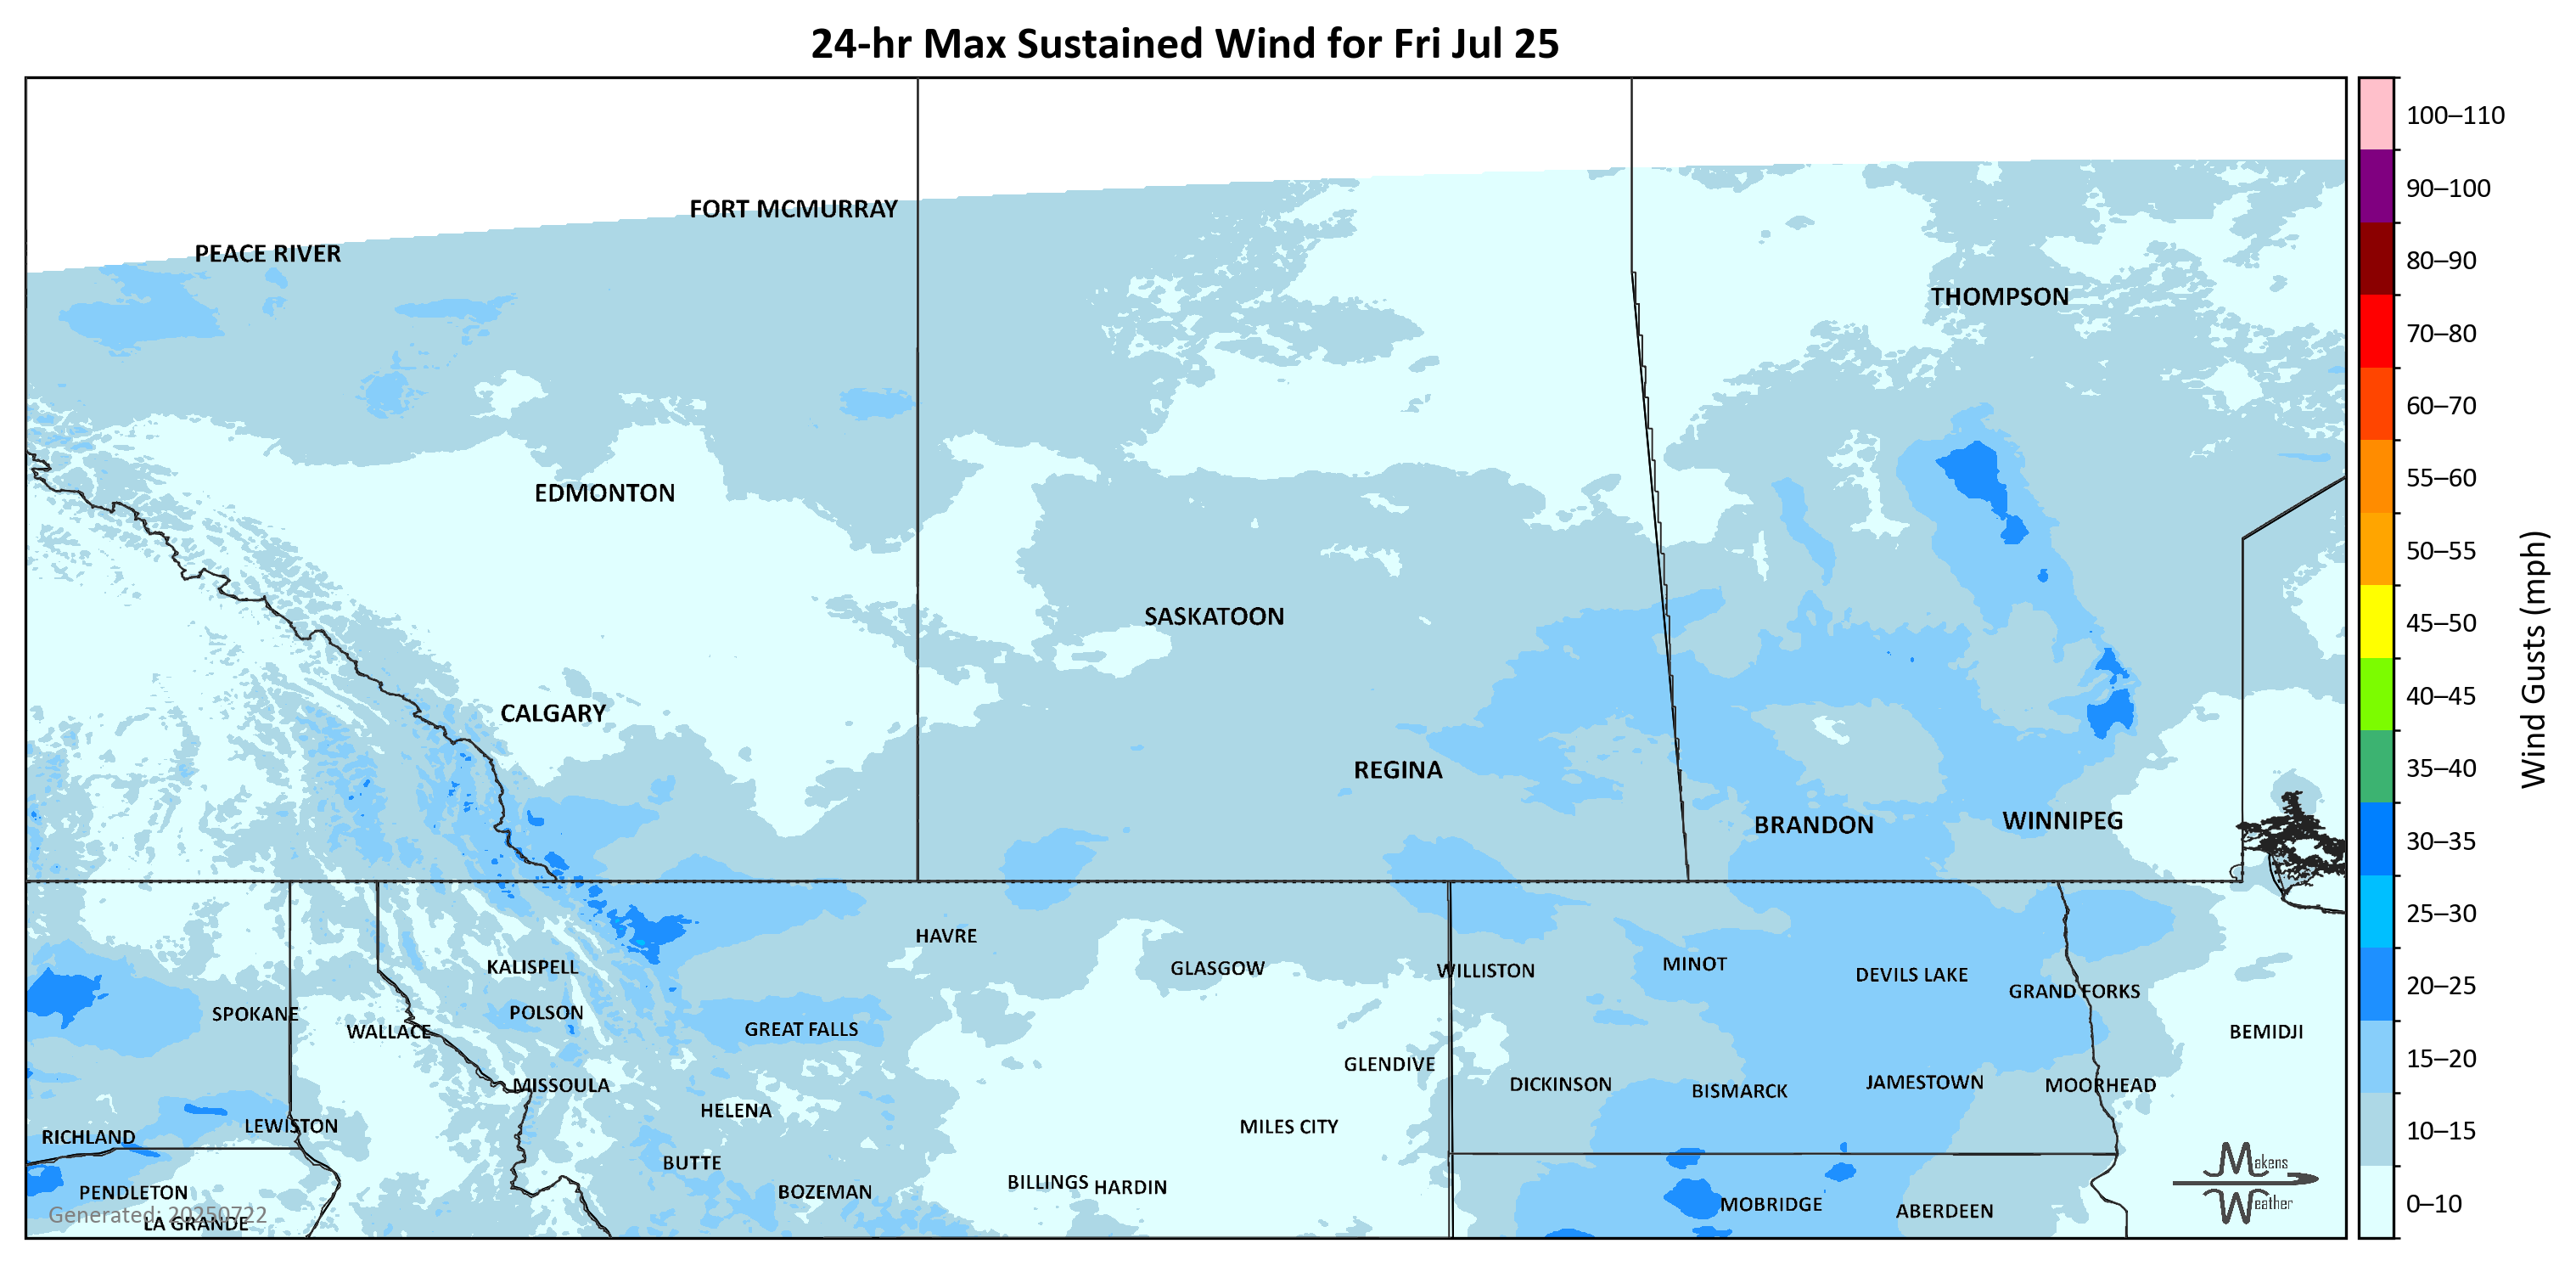 24-hr Max Sustained Wind for Fri Jul 25
100–110
FORT MCMURRAY
90–100
PEACE RIVER
80–90
THOMPSON
70–80
60–70
EDMONTON
55–60
50–55
SASKATOON
45–50
Wind Gusts (mph)
CALGARY
40–45
REGINA
35–40
BRANDON
WINNIPEG
30–35
HAVRE
25–30
KALISPELL
GLASGOW
WILLISTON
MINOT
DEVILS LAKE
GRAND FORKS
20–25
SPOKANE
POLSON
WALLACE
GREAT FALLS
BEMIDJI
15–20
GLENDIVE
MISSOULA
DICKINSON
BISMARCK
JAMESTOWN
MOORHEAD
HELENA
LEWISTON
MILES CITY
10–15
RICHLAND
BUTTE
Makens
Weather
PENDLETON
BOZEMAN
BILLINGS
HARDIN
MOBRIDGE
ABERDEEN
0–10
Generated: 20250722
LA GRANDE